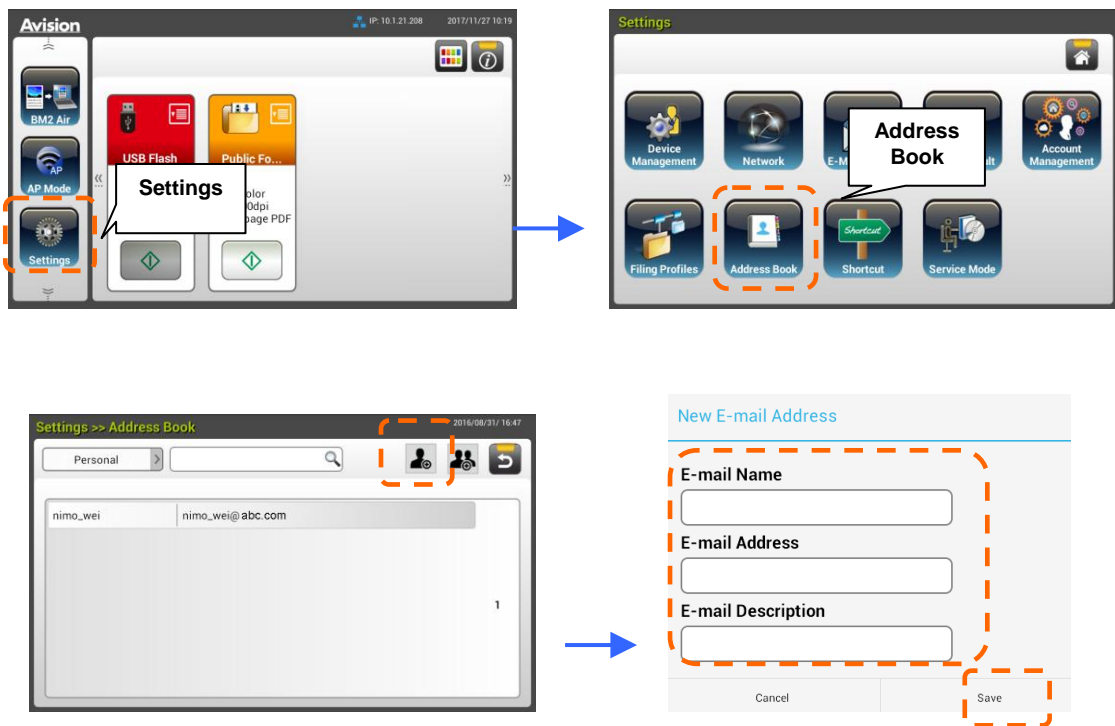 Avision
IP: 10.1.21.208
2017/11/27 10:19
BM2 Air
AP
AP Mode
Settings
USB Flash
Public Fo...
Settings
olor
0dpi
page PDF
Settings
Device
Management
Network
E-M
Address
Book
lt
Account
Management
Filing Profiles
Address Book
Shortcut
Shortcut
Service Mode
Settings >> Address Book
2016/08/31/ 16:47
Personal
nimo_wei
nimo_wei@abc.com
1
New E-mail Address
E-mail Name
E-mail Address
E-mail Description
Cancel
Save